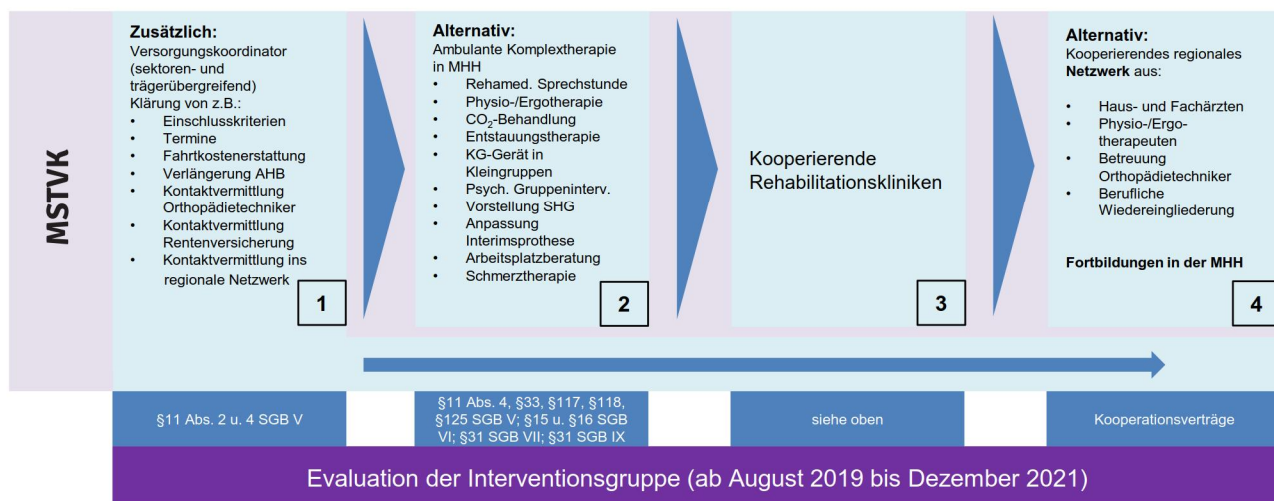 MSTVK
Zusätzlich:
Versorgungskoordinator
(sektoren- und
trägerübergreifend)
Klärung von z.B.:
• Einschlusskriterien
• Termine
• Fahrtkostenerstattung
• Verlängerung AHB
• Kontaktvermittlung
Orthopädietechniker
• Kontaktvermittlung
Rentenversicherung
• Kontaktvermittlung ins
regionale Netzwerk
1
Alternativ:
Ambulante Komplextherapie
in MHH
• Rehamed. Sprechstunde
• Physio-/Ergotherapie
• CO₂-Behandlung
• Entstauungstherapie
• KG-Gerät in
Kleingruppen
• Psych. Gruppeninterv.
• Vorstellung SHG
• Anpassung
Interimsprothese
• Arbeitsplatzberatung
• Schmerztherapie
2
Kooperierende
Rehabilitationskliniken
3
Alternativ:
Kooperierendes regionales
Netzwerk aus:
• Haus- und Fachärzten
• Physio-/Ergo-
therapeuten
• Betreuung
Orthopädietechniker
• Berufliche
Wiedereingliederung
Fortbildungen in der MHH
4
§11 Abs. 2 u. 4 SGB V
§11 Abs. 4, §33, §117, §118,
§125 SGB V; §15 u. §16 SGB
VI; §31 SGB VII; §31 SGB IX
siehe oben
Kooperationsverträge
Evaluation der Interventionsgruppe (ab August 2019 bis Dezember 2021)